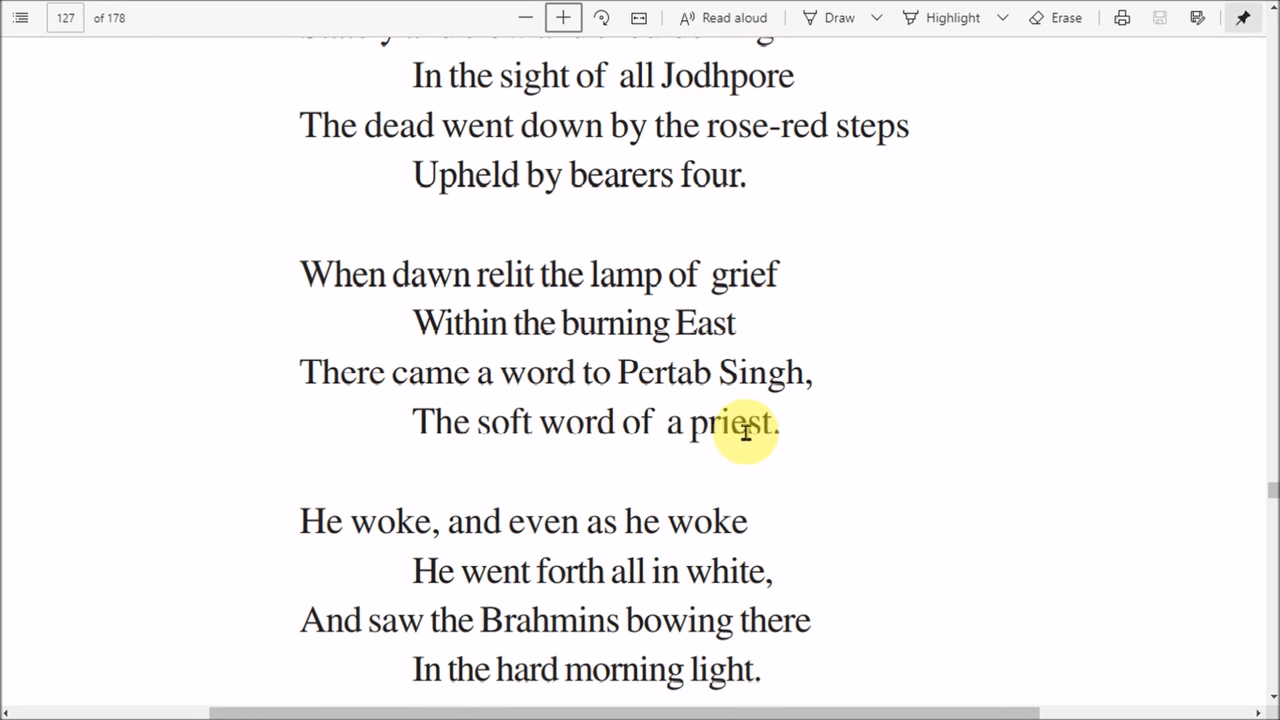 127 of 178 Read aloud Draw Highlight Erase
In the sight of all Jodhpore
The dead went down by the rose-red steps
Upheld by bearers four.
When dawn relit the lamp of grief
Within the burning East
There came a word to Pertab Singh,
The soft word of a priest.
He woke, and even as he woke
He went forth all in white,
And saw the Brahmins bowing there
In the hard morning light.